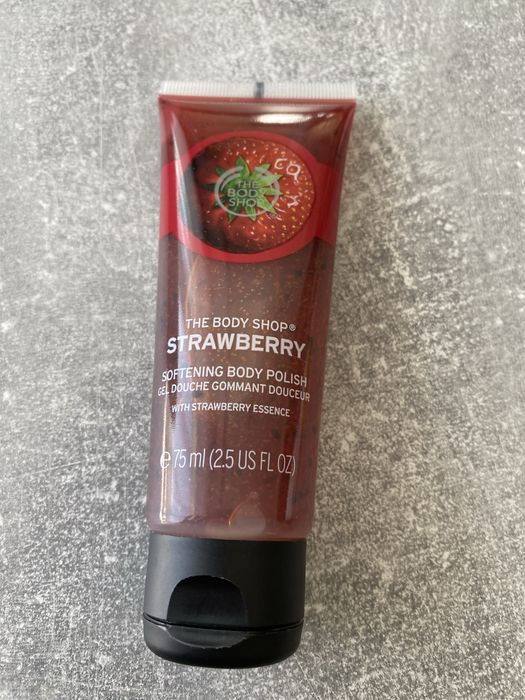 THE
BODY
SHOP
THE BODY SHOP®
STRAWBERRY
SOFTENING BODY POLISH
GEL DOUCHE GOMMANT DOUCEUR
WITH STRAWBERRY ESSENCE
e 75 ml (2.5 US FL OZ)